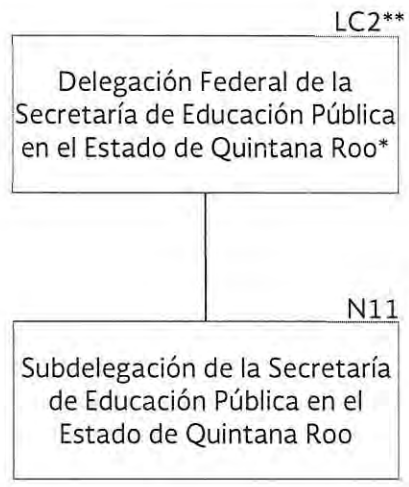 LC2**
Delegación Federal de la
Secretaría de Educación Pública
en el Estado de Quintana Roo*
N11
Subdelegación de la Secretaría
de Educación Pública en el
Estado de Quintana Roo